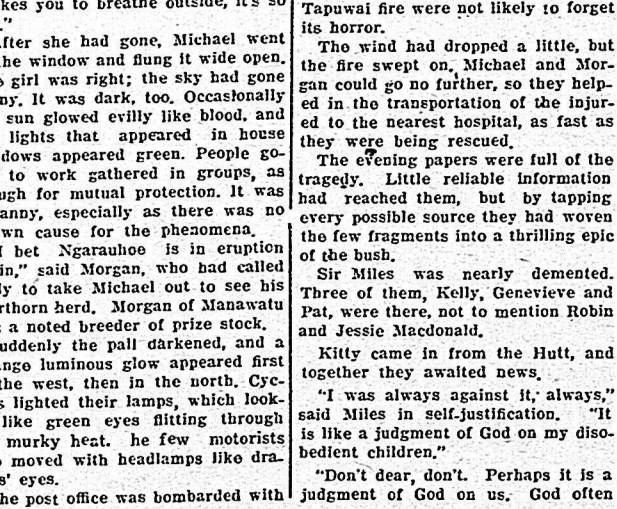 kes you to breathe outside, it's so
"
fter she had gone, Michael went
he window and flung it wide open.
girl was right; the sky had gone
ny. It was dark, too. Occasionally
sun glowed evilly like blood, and
lights that appeared in house
dows appeared green. People go-
to work gathered in groups, as
ugh for mutual protection. It was
anny, especially as there was no
wn cause for the phenomena.
I bet Ngarauhoe is in eruption
in," said Morgan, who had called
ly to take Michael out to see his
rthorn herd. Morgan of Manawatu
a noted breeder of prize stock.
uddenly the pall darkened, and a
ange luminous glow appeared first
the west, then in the north. Cyc-
s lighted their lamps, which look-
like green eyes flitting through
murky heat. he few motorists
o moved with headlamps like dra-
s' eyes.
he post office was bombarded with
Tapuwai fire were not likely to forget
its horror.
The wind had dropped a little, but
the fire swept on. Michael and Mor-
gan could go no further, so they help-
ed in the transportation of the injur-
ed to the nearest hospital, as fast as
they were being rescued.
The evening papers were full of the
tragedy. Little reliable information
had reached them, but by tapping
every possible source they had woven
the few fragments into a thrilling epic
of the bush.
Sir Miles was nearly demented.
Three of them, Kelly, Genevieve and
Pat, were there, not to mention Robin
and Jessie Macdonald.
Kitty came in from the Hutt, and
together they awaited news.
"I was always against it, always,"
said Miles in self-justification. "It
is like a judgment of God on my diso-
bedient children."
"Don't dear, don't. Perhaps it is a
judgment of God on us. God often